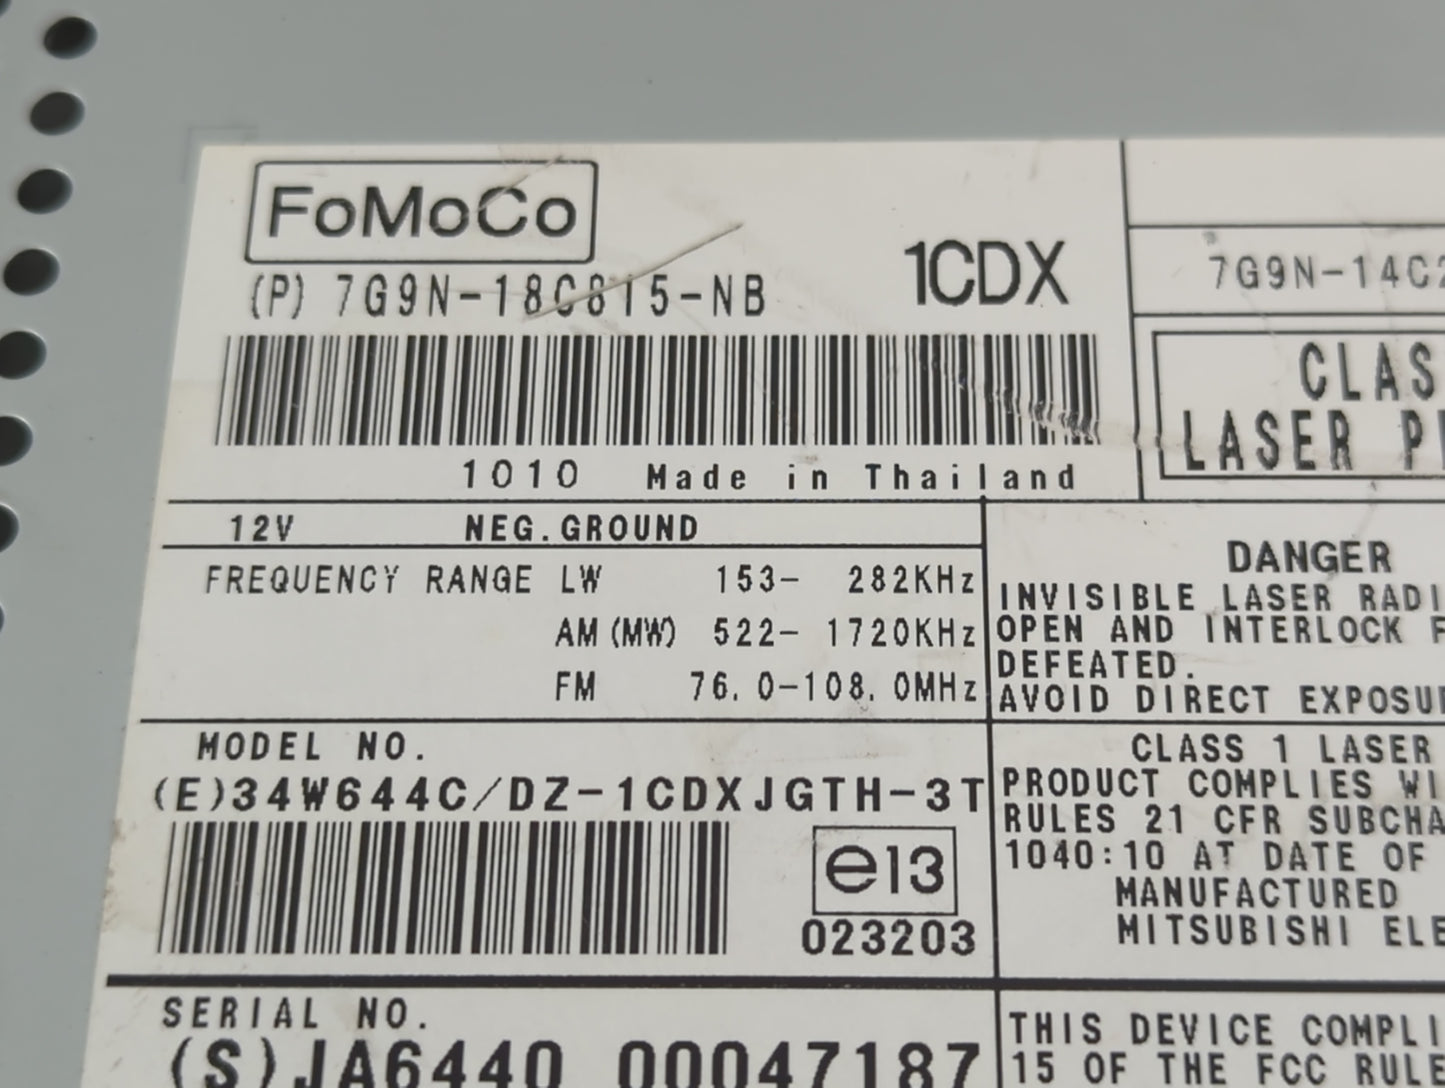 FoMoCo
(P) 7G9N-18C815-NB
1CDX
1010 Made in Thailand
12V NEG.GROUND
FREQUENCY RANGE LW 153- 282KHz
AM (MW) 522- 1720KHz
FM 76.0-108.0MHz
MODEL NO.
(E)34W644C/DZ-1CDXJGTH-3T
e13
023203
SERIAL NO.
(S)JA6440 00047187
7G9N-14C2
CLAS
LASER P
DANGER
INVISIBLE LASER RADI
OPEN AND INTERLOCK F
DEFEATED.
AVOID DIRECT EXPOSU
CLASS 1 LASER
PRODUCT COMPLIES WI
RULES 21 CFR SUBCHA
1040:10 AT DATE OF
MANUFACTURED
MITSUBISHI ELE
THIS DEVICE COMPLI
15 OF THE FCC RULE